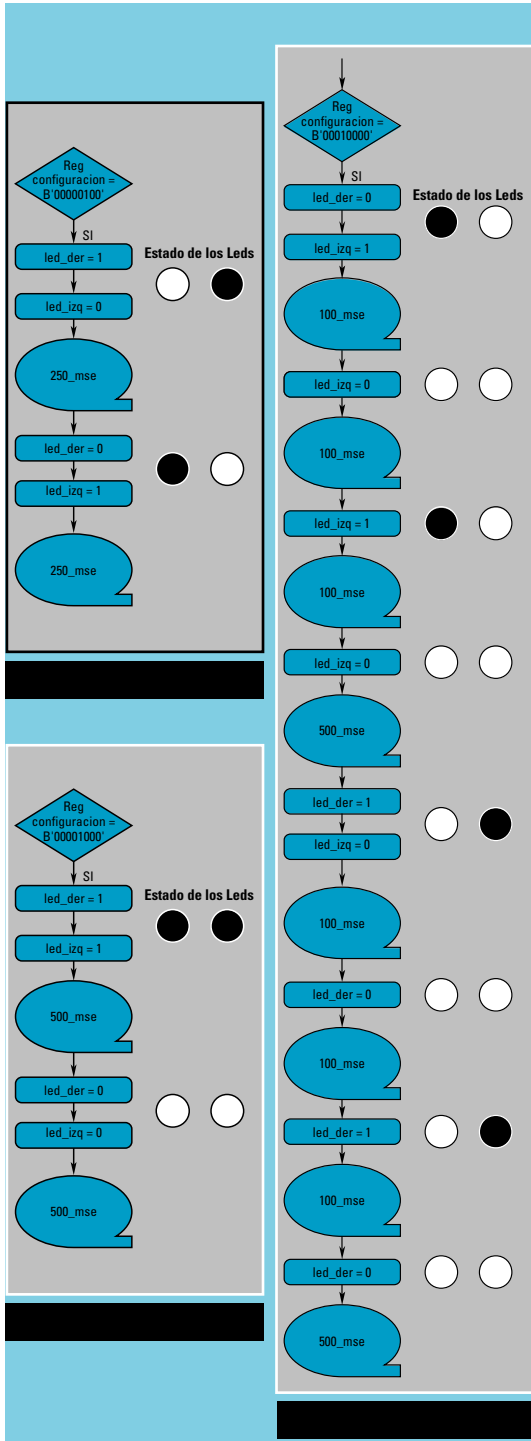 Reg
configuracion =
B'00000100'
SI
led_der = 1
Estado de los Leds
led_izq = 0
250_mse
led_der = 0
led_izq = 1
250_mse
Reg
configuracion =
B'00001000'
SI
led_der = 1
Estado de los Leds
led_izq = 1
500_mse
led_der = 0
led_izq = 0
500_mse
Reg
configuracion =
B'00010000'
SI
led_der = 0
Estado de los Leds
led_izq = 1
100_mse
led_izq = 0
100_mse
led_izq = 1
100_mse
led_izq = 0
500_mse
led_der = 1
led_izq = 0
100_mse
led_der = 0
100_mse
led_der = 1
100_mse
led_der = 0
500_mse